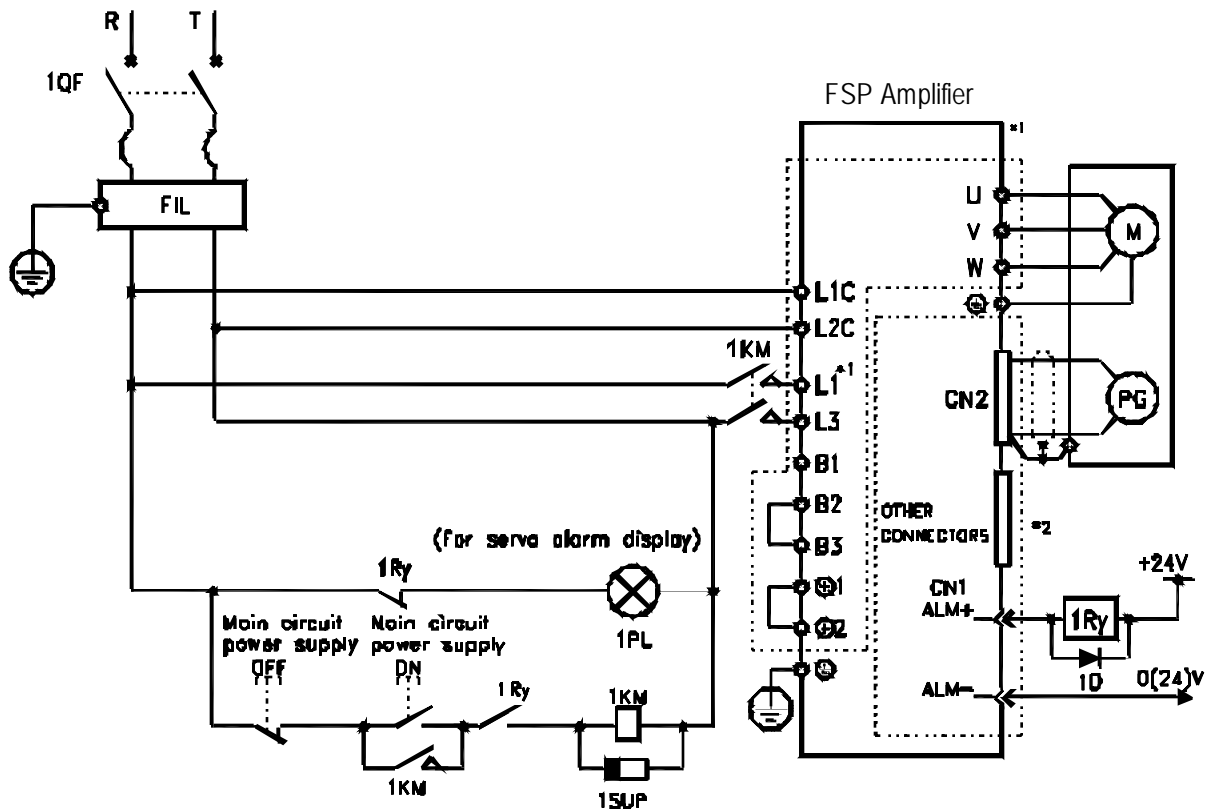 R T
1QF
FSP Amplifier
*1
FIL
U
V
M
W
L1C
L2C
1KM
L1*1
L3
CN2
PG
B1
B2
OTHER
CONNECTORS
*2
(for servo alarm display)
B3
+24V
1Ry
1
CN1
ALM+
1Ry
Main circuit
power supply
OFF
Main circuit
power supply
ON
1PL
2
1D
1Ry
1KM
ALM-
0(24)V
1KM
1SUP